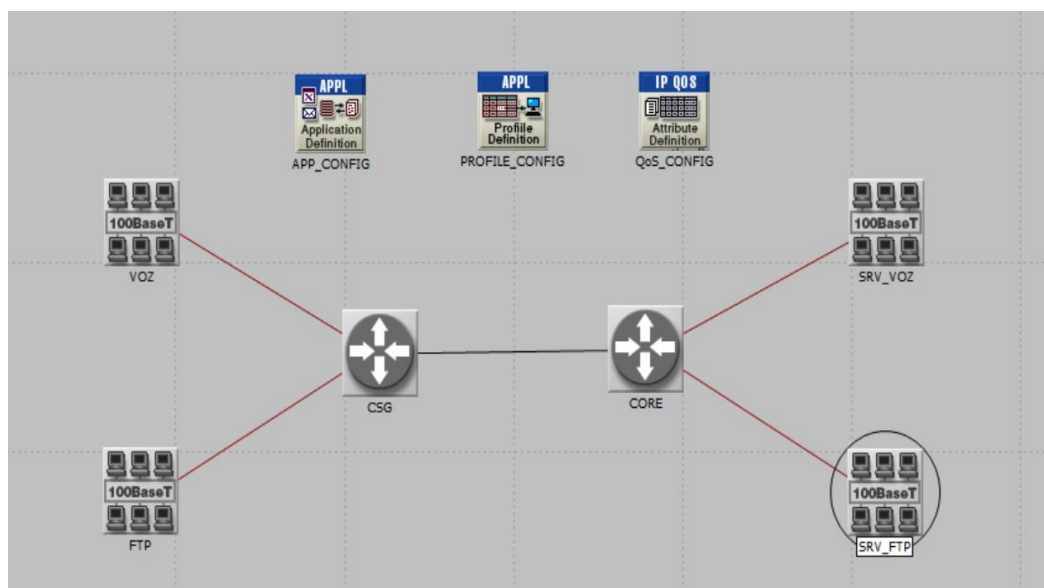 APPL
Application
Definition
APP_CONFIG
APPL
Profile
Definition
PROFILE_CONFIG
IP QOS
Attribute
Definition
QoS_CONFIG
100BaseT
VOZ
100BaseT
SRV_VOZ
CSG
CORE
100BaseT
FTP
100BaseT
SRV_FTP